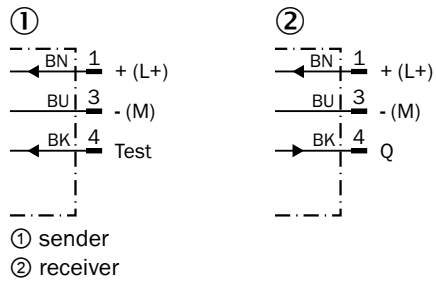 ① ②
BN 1 + (L+) BN 1 + (L+)
BU 3 - (M) BU 3 - (M)
BK 4 Test BK 4 Q
① sender
② receiver